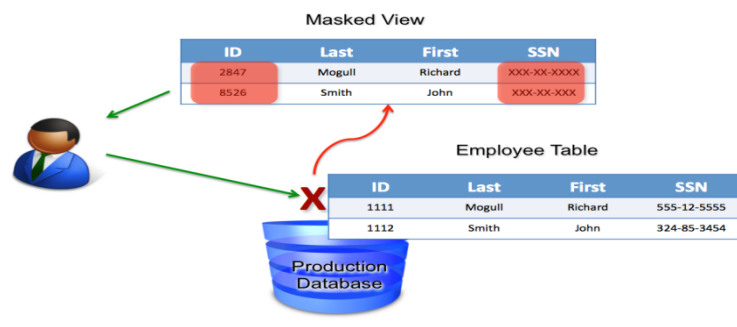 Masked View
ID Last First SSN
2847 Mogull Richard XXX-XX-XXXX
8526 Smith John XXX-XX-XXX
Employee Table
X
ID Last First SSN
1111 Mogull Richard 555-12-5555
1112 Smith John 324-85-3454
Production
Database